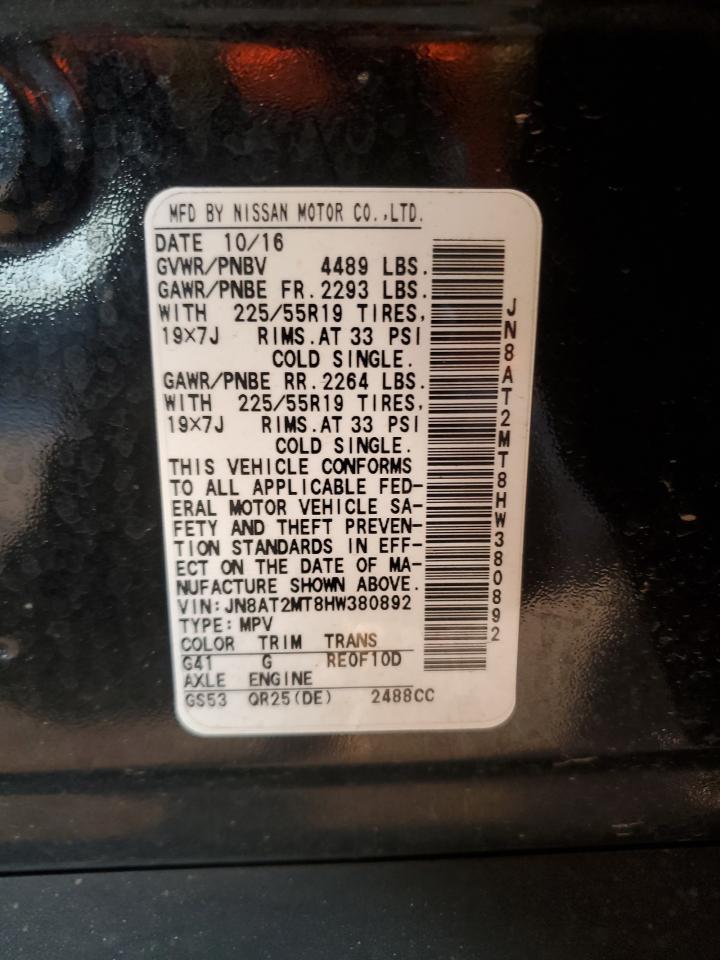 MFD BY NISSAN MOTOR CO.,LTD.
DATE 10/16
GVWR/PNBV 4489 LBS.
GAWR/PNBE FR. 2293 LBS.
WITH 225/55R19 TIRES,
19×7J RIMS.AT 33 PSI
COLD SINGLE.
GAWR/PNBE RR. 2264 LBS.
WITH 225/55R19 TIRES,
19×7J RIMS.AT 33 PSI
COLD SINGLE.
THIS VEHICLE CONFORMS
TO ALL APPLICABLE FED-
ERAL MOTOR VEHICLE SA-
FETY AND THEFT PREVEN-
TION STANDARDS IN EFF-
ECT ON THE DATE OF MA-
NUFACTURE SHOWN ABOVE.
VIN:JN8AT2MT8HW380892
TYPE:MPV
COLOR TRIM TRANS
G41 G RE0F10D
AXLE ENGINE
GS53 QR25(DE) 2488CC
JN8AT2MT8HW380892